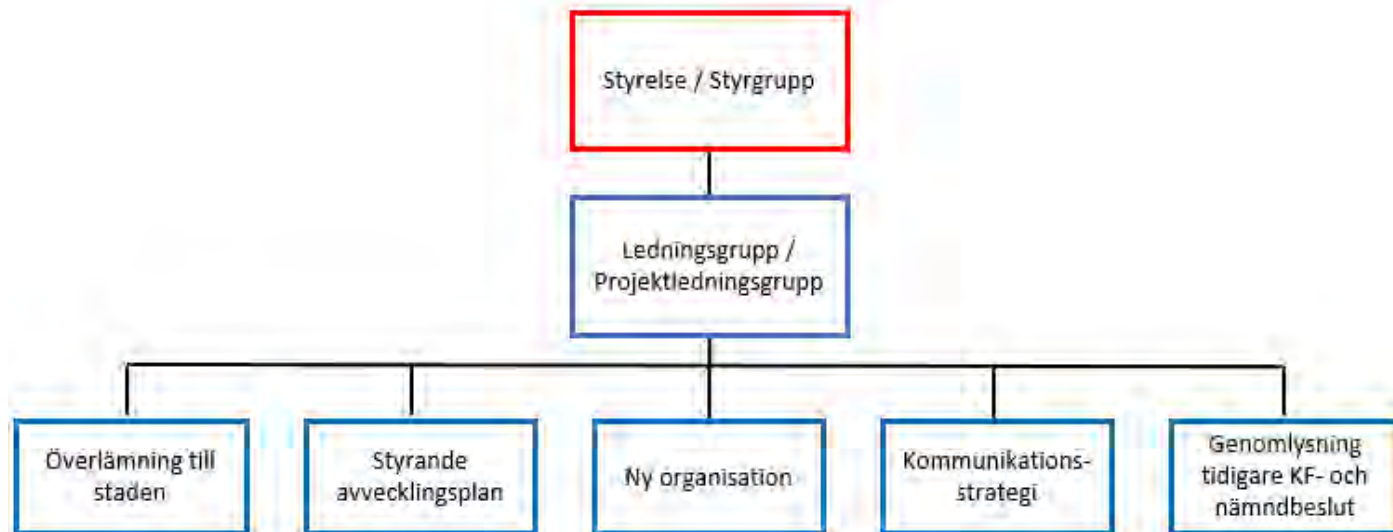 Styrelse / Styrgrupp
Ledningsgrupp /
Projektledningsgrupp
Överlämning till
staden
Styrande
avvecklingsplan
Ny organisation
Kommunikations-
strategi
Genomlysning
tidigare KF- och
nämndbeslut